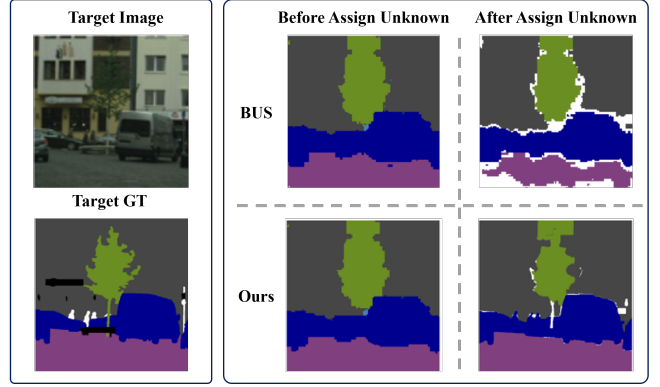 Target Image
Target GT
Before Assign Unknown
After Assign Unknown
BUS
Ours